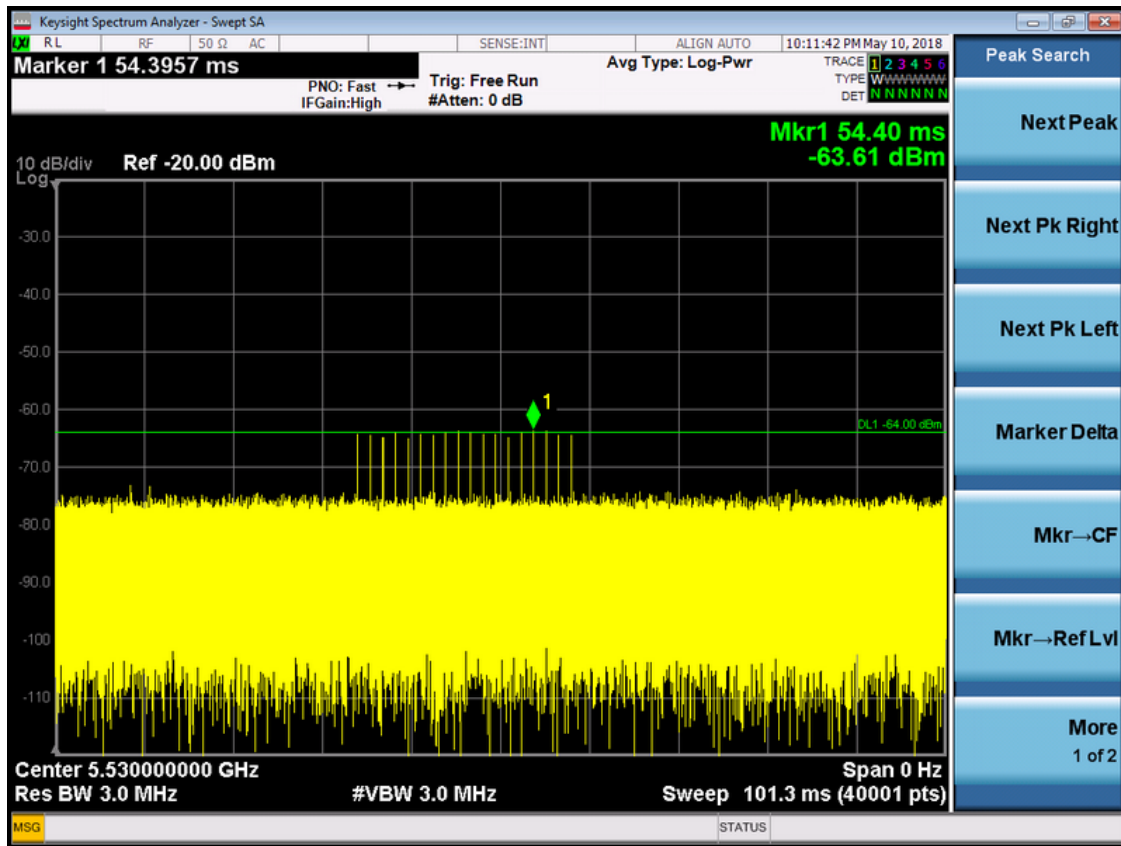 Keysight Spectrum Analyzer - Swept SA
LXI RL RF 50 Ω AC SENSE:INT ALIGN AUTO 10:11:42 PM May 10, 2018
Marker 1 54.3957 ms
PNO: Fast
IFGain:High
Trig: Free Run
#Atten: 0 dB
Avg Type: Log-Pwr
TRACE 1 2 3 4 5 6
TYPE WWWWWWWW
DET N N N N N N
Mkr1 54.40 ms
-63.61 dBm
10 dB/div Ref -20.00 dBm
Log
-30.0
-40.0
-50.0
-60.0
1
DL1 -64.00 dBm
-70.0
-80.0
-90.0
-100
-110
Center 5.530000000 GHz Span 0 Hz
Res BW 3.0 MHz #VBW 3.0 MHz Sweep 101.3 ms (40001 pts)
MSG STATUS
Peak Search
Next Peak
Next Pk Right
Next Pk Left
Marker Delta
Mkr→CF
Mkr→Ref Lvl
More
1 of 2